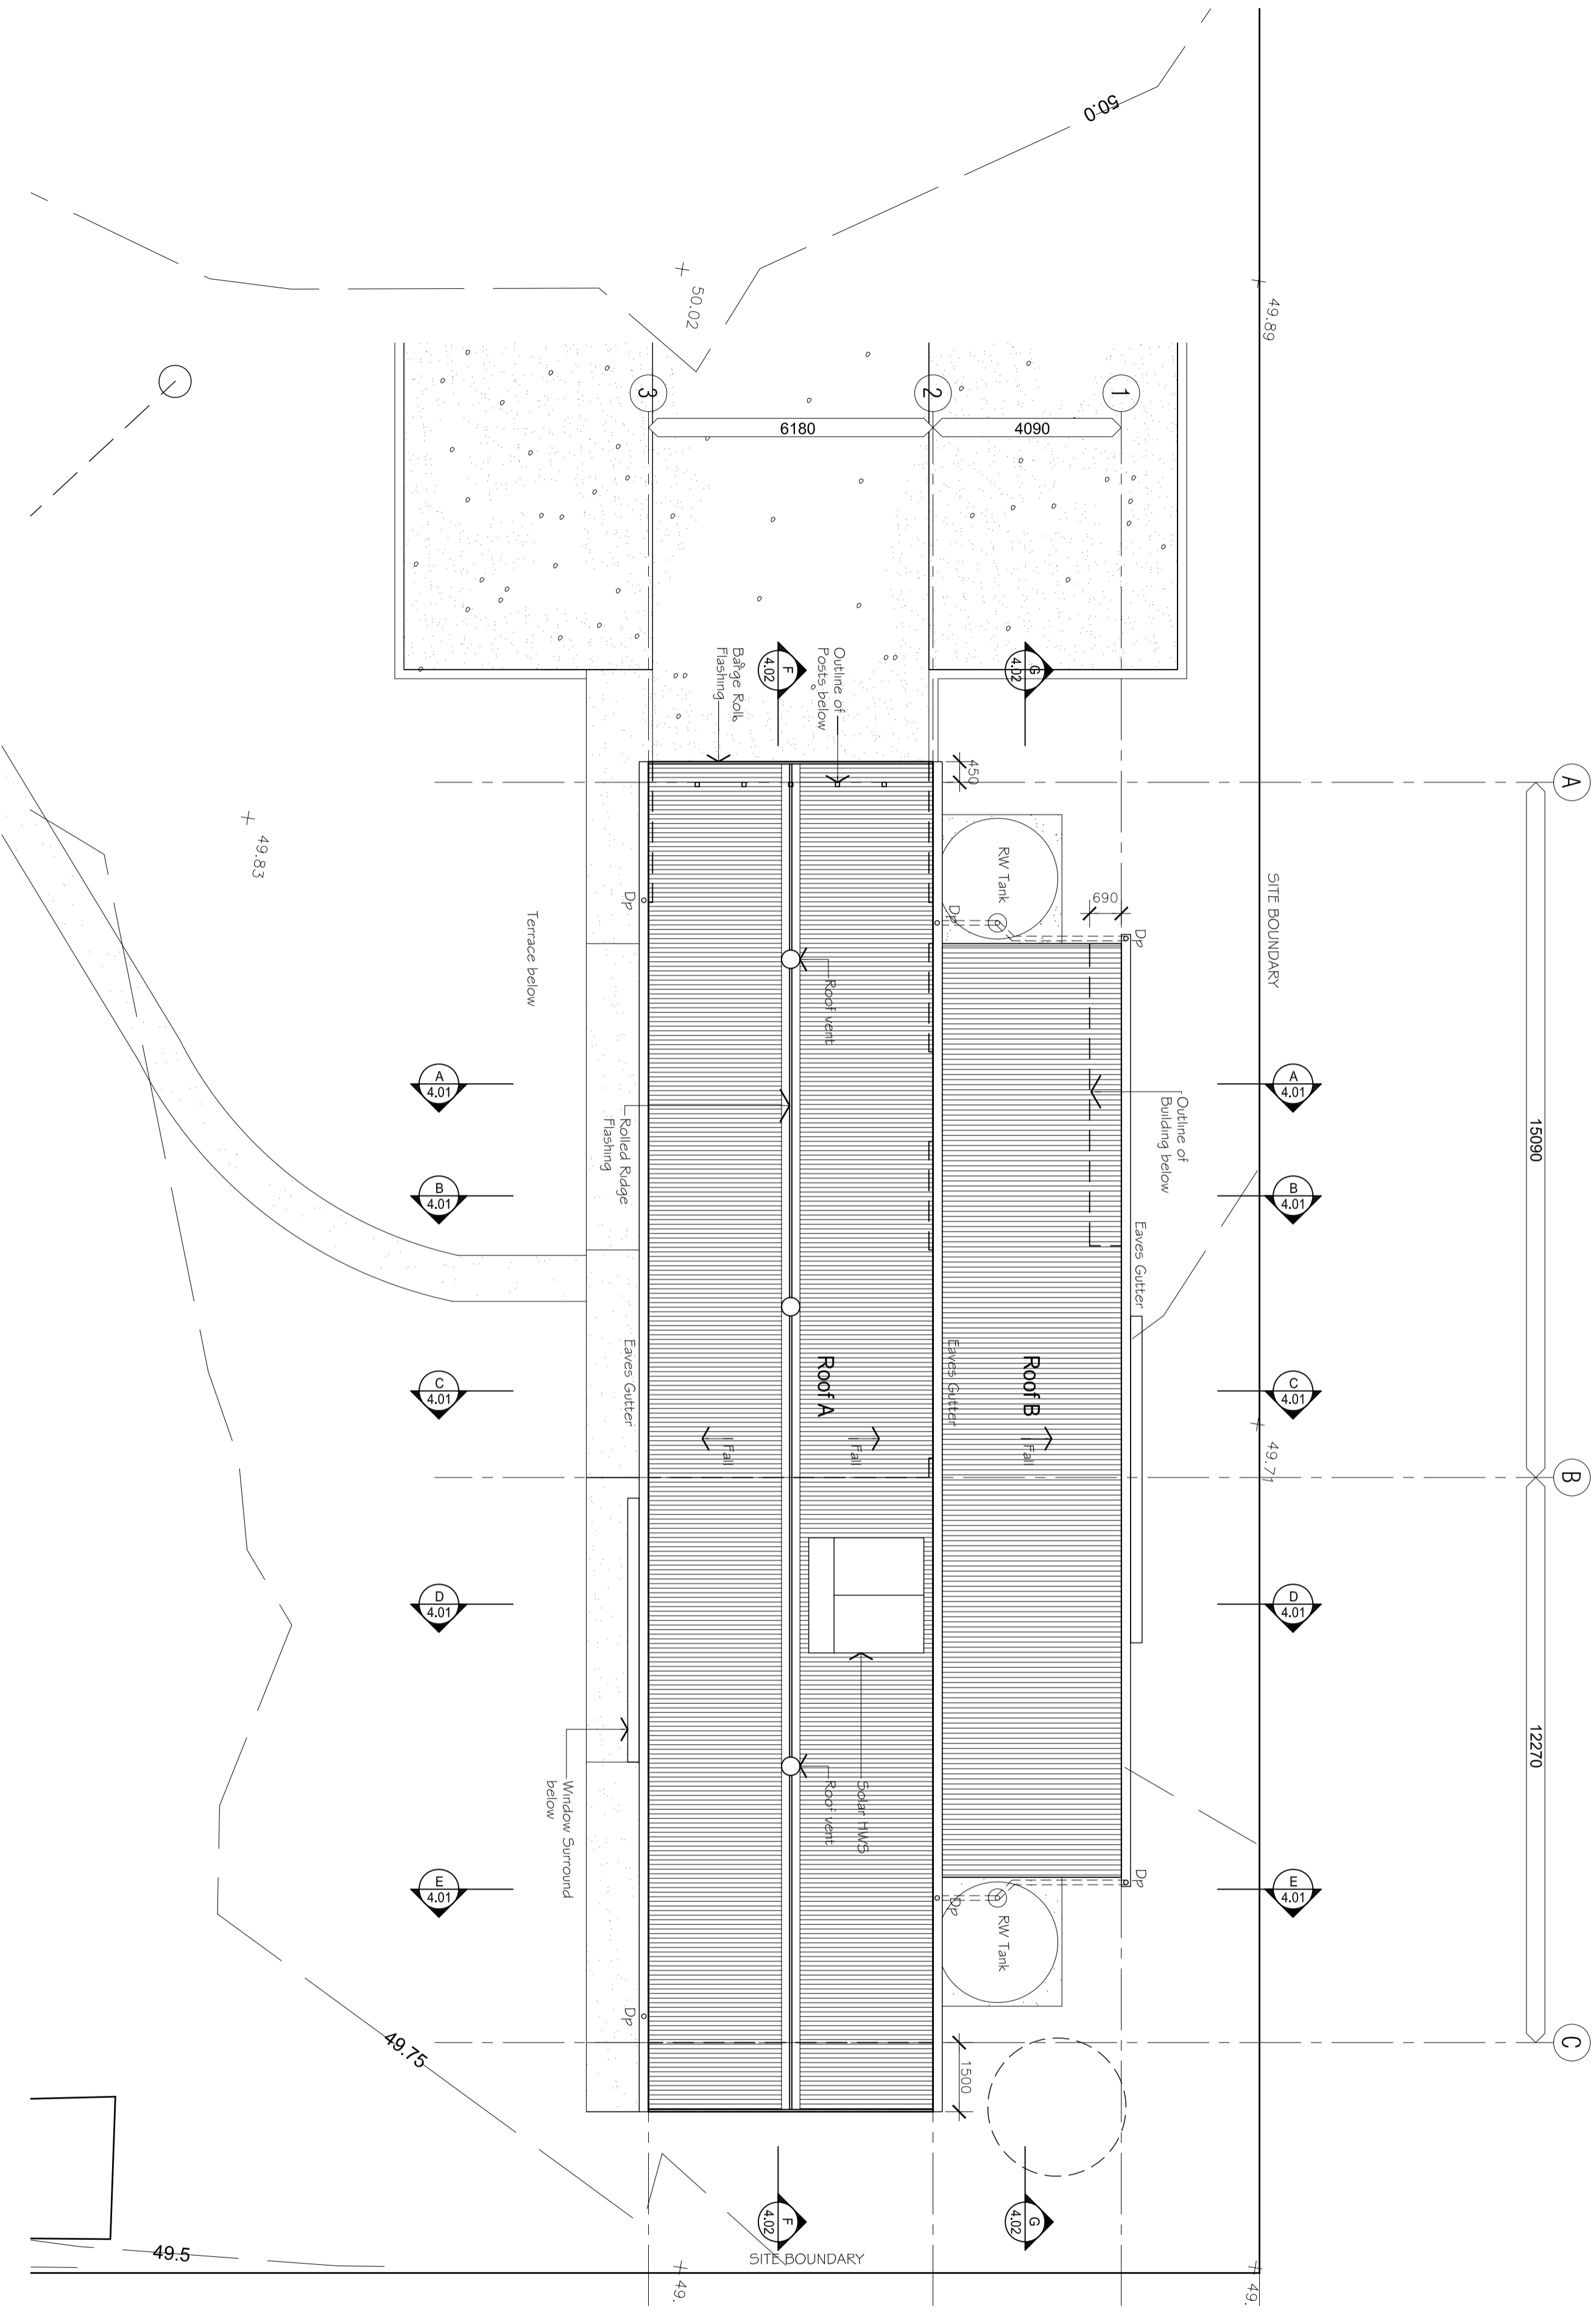 50.0
49.89
50.02
3
2
1
6180
4090
F
4.02
G
4.02
Outline of
Posts below
Barge Roll
Flashing
450
A
RW Tank
690
Dp
Dp
Dp
SITE BOUNDARY
49.83
Terrace below
Roof vent
Outline of
Building below
A
4.01
A
4.01
15090
Rolled Ridge
Flashing
B
4.01
B
4.01
Eaves Gutter
Eaves Gutter
Eaves Gutter
Roof A
Roof B
C
4.01
C
4.01
Fall
Fall
Fall
49.71
B
D
4.01
D
4.01
12270
Solar HWS
Roof vent
Window Surround
below
E
4.01
E
4.01
Dp
Dp
RW Tank
Dp
C
49.75
1500
F
4.02
G
4.02
49.5
SITE BOUNDARY
49.
49.